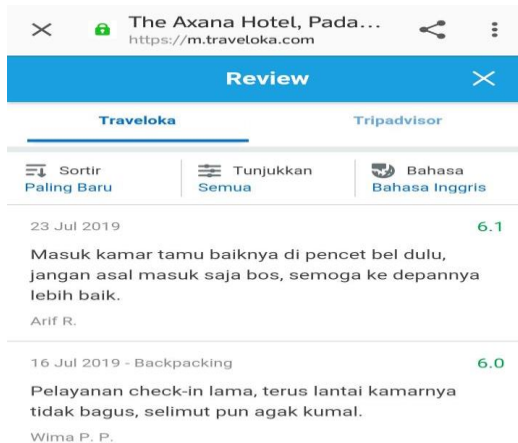 The Axana Hotel, Pada...
https://m.traveloka.com
Review
Traveloka
Tripadvisor
Sortir
Paling Baru
Tunjukkan
Semua
Bahasa
Bahasa Inggris
23 Jul 2019
6.1
Masuk kamar tamu baiknya di pencet bel dulu,
jangan asal masuk saja bos, semoga ke depannya
lebih baik.
Arif R.
16 Jul 2019 - Backpacking
6.0
Pelayanan check-in lama, terus lantai kamarnya
tidak bagus, selimut pun agak kumal.
Wima P. P.